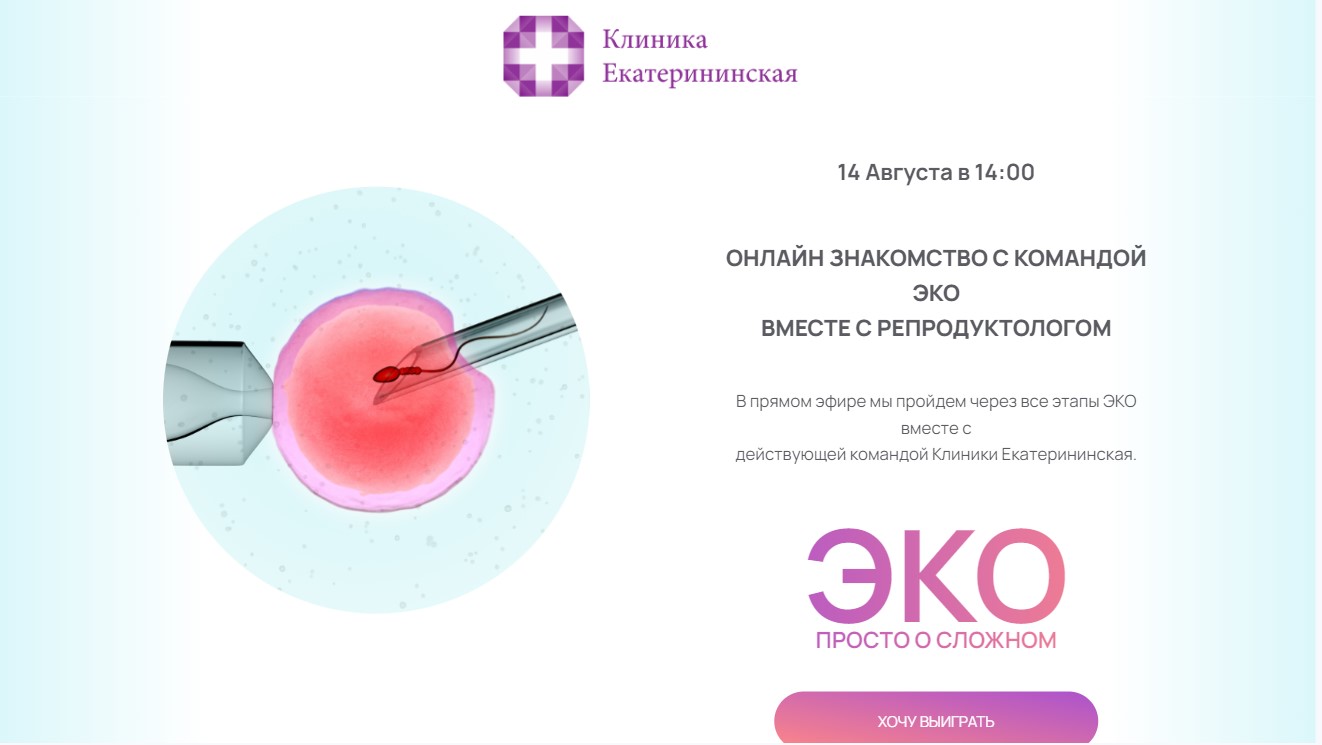 Клиника
Екатерининская
14 Августа в 14:00
ОНЛАЙН ЗНАКОМСТВО С КОМАНДОЙ
ЭКО
ВМЕСТЕ С РЕПРОДУКТОЛОГОМ
В прямом эфире мы пройдем через все этапы ЭКО
вместе с
действующей командой Клиники Екатерининская.
ЭКО
ПРОСТО О СЛОЖНОМ
ХОЧУ ВЫИГРАТЬ